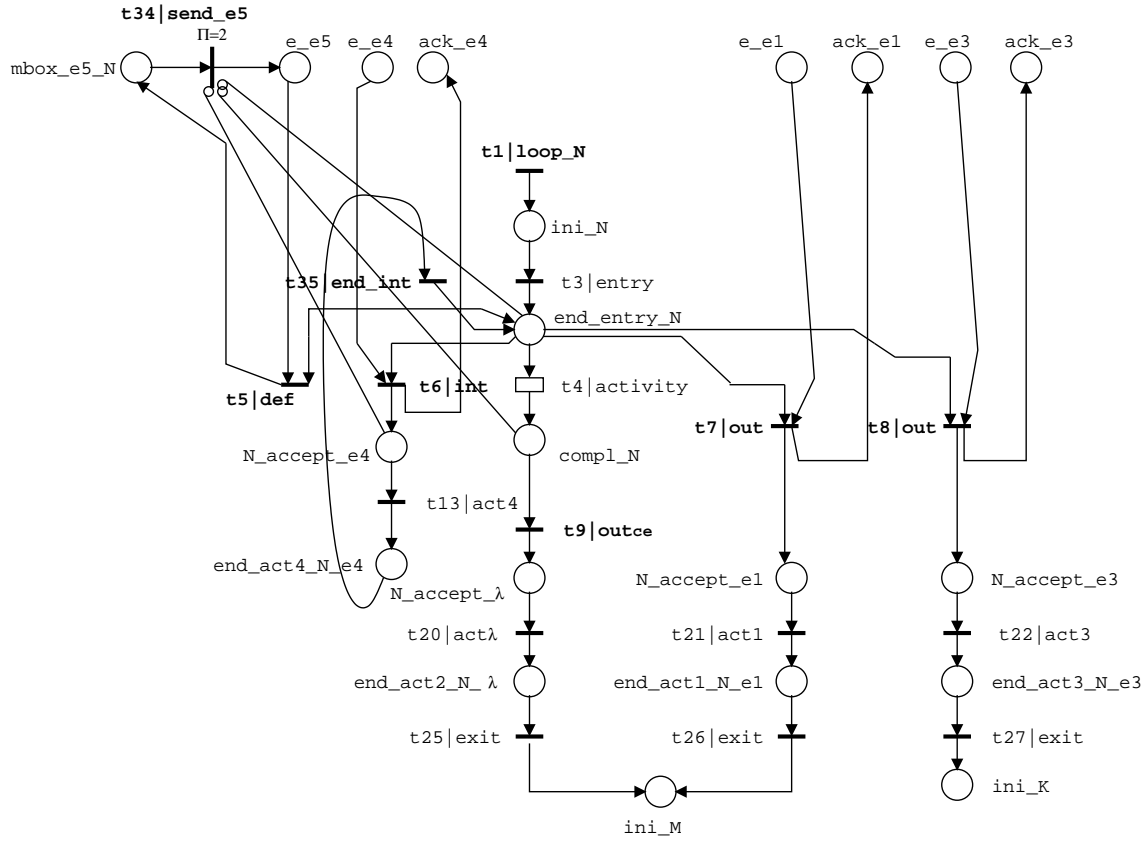 t34|send_e5
Π=2
e_e5
e_e4
ack_e4
e_e1
ack_e1
e_e3
ack_e3
mbox_e5_N
t1|loop_N
ini_N
t35|end_int
t3|entry
end_entry_N
t5|def
t6|int
t4|activity
t7|out
t8|out
N_accept_e4
compl_N
t13|act4
t9|outce
end_act4_N_e4
N_accept_λ
N_accept_e1
N_accept_e3
t20|actλ
t21|act1
t22|act3
end_act2_N_ λ
end_act1_N_e1
end_act3_N_e3
t25|exit
t26|exit
t27|exit
ini_K
ini_M